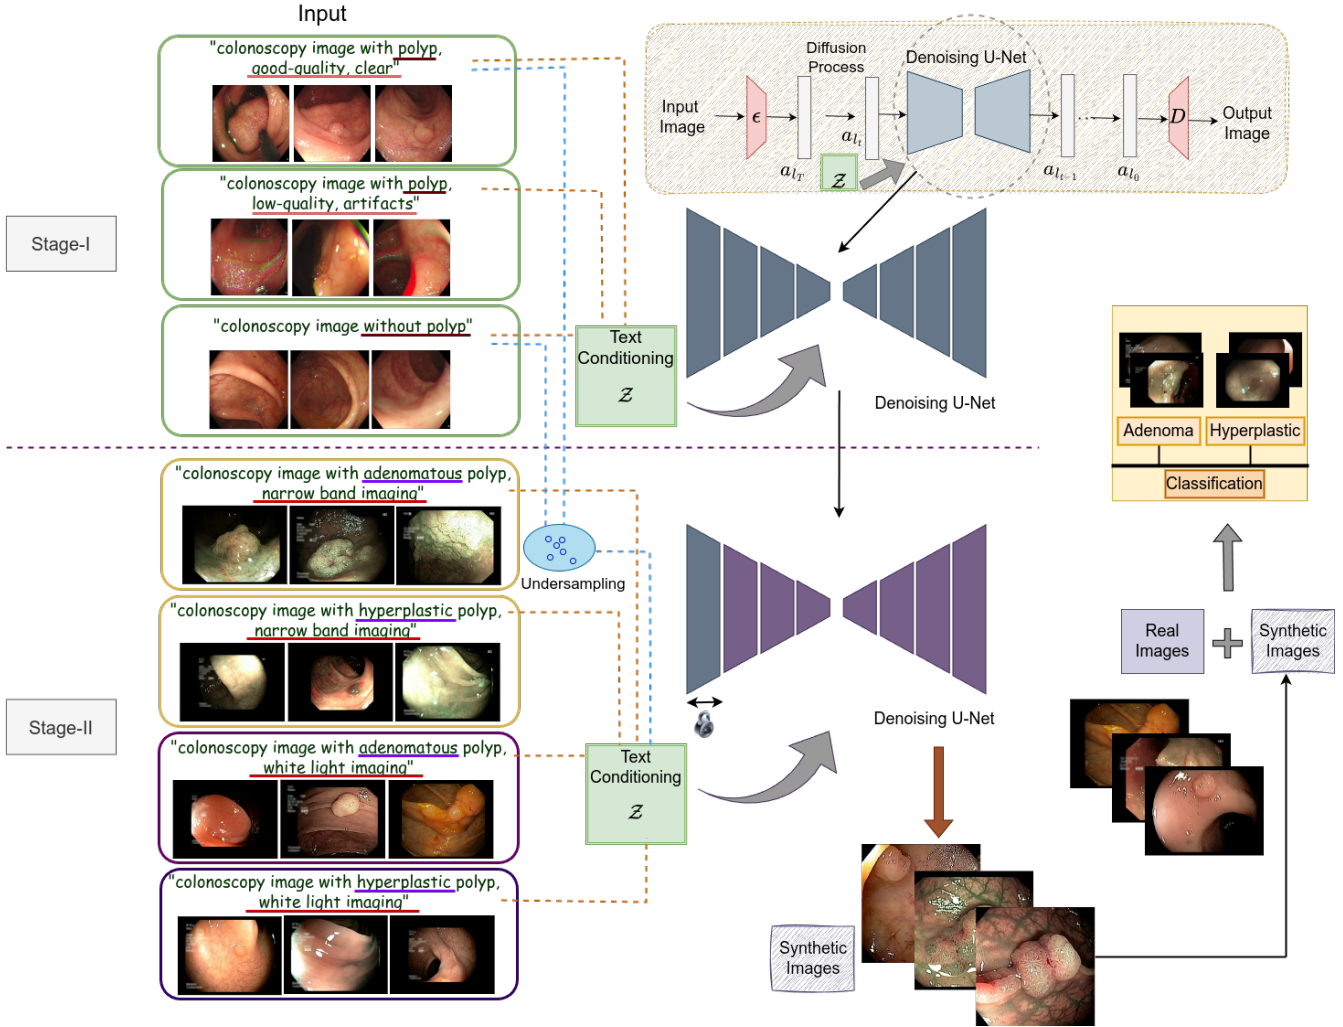 Input
"colonoscopy image with polyp,
good-quality, clear"
"colonoscopy image with polyp,
low-quality, artifacts"
Stage-I
"colonoscopy image without polyp"
Text
Conditioning
𝒵
Diffusion
Process
Denoising U-Net
Input
Image
ϵ
a_{l_T}
a_{l_t}
𝒵
a_{l_{t-1}}
...
a_{l_0}
D
Output
Image
Denoising U-Net
"colonoscopy image with adenomatous polyp,
narrow band imaging"
Undersampling
"colonoscopy image with hyperplastic polyp,
narrow band imaging"
Stage-II
"colonoscopy image with adenomatous polyp,
white light imaging"
Text
Conditioning
𝒵
"colonoscopy image with hyperplastic polyp,
white light imaging"
Denoising U-Net
Synthetic
Images
Adenoma
Hyperplastic
Classification
Real
Images
Synthetic
Images